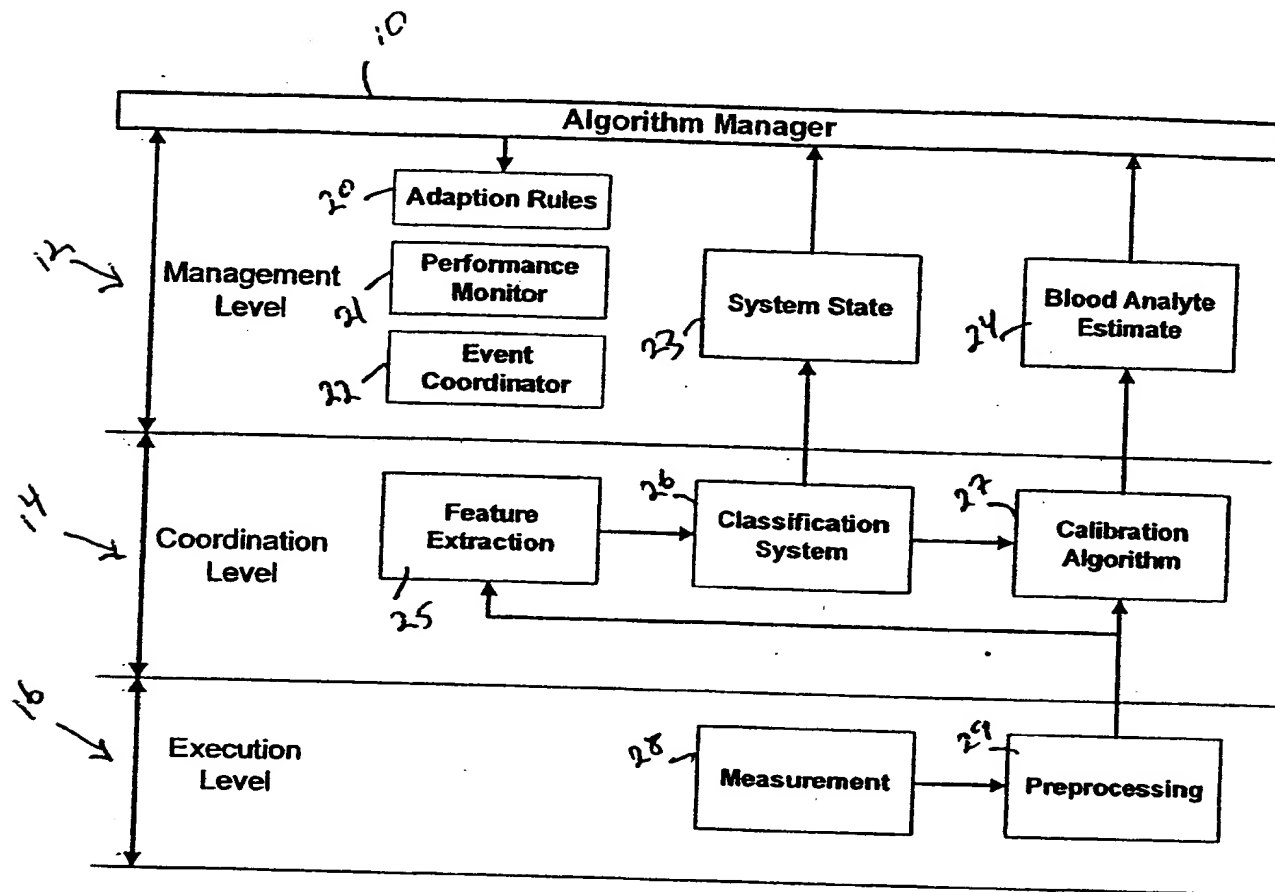 10
Algorithm Manager
20
Adaption Rules
12
Management
Level
21
Performance
Monitor
22
Event
Coordinator
23
System State
24
Blood Analyte
Estimate
14
Coordination
Level
Feature
Extraction
25
26
Classification
System
27
Calibration
Algorithm
16
Execution
Level
28
Measurement
29
Preprocessing